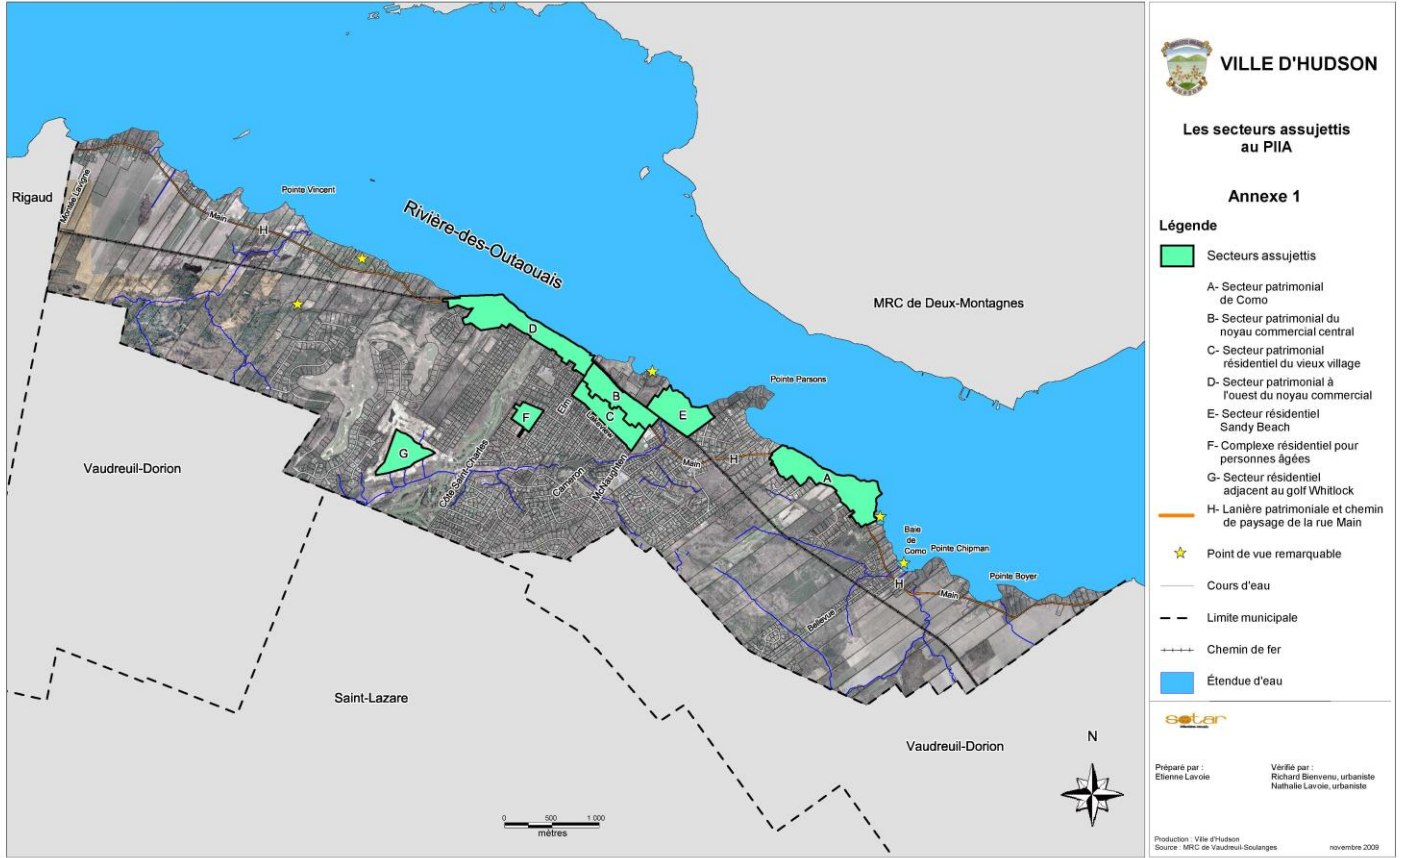 Rigaud
Montée Lavigne
Main
H
Pointe Vincent
Rivière-des-Outaouais
MRC de Deux-Montagnes
Pointe Parsons
D
B
C
E
F
G
Elm
Lakeview
Côte Saint-Charles
Cameron
McNaughten
Main
H
A
Baie
de
Como
Pointe Chipman
Pointe Boyer
H
Main
Bellevue
Vaudreuil-Dorion
Saint-Lazare
Vaudreuil-Dorion
N
0 500 1 000
mètres
VILLE D'HUDSON
HUDSON
Les secteurs assujettis
au PIIA
Annexe 1
Légende
Secteurs assujettis
A- Secteur patrimonial
de Como
B- Secteur patrimonial du
noyau commercial central
C- Secteur patrimonial
résidentiel du vieux village
D- Secteur patrimonial à
l'ouest du noyau commercial
E- Secteur résidentiel
Sandy Beach
F- Complexe résidentiel pour
personnes âgées
G- Secteur résidentiel
adjacent au golf Whitlock
H- Lanière patrimoniale et chemin
de paysage de la rue Main
Point de vue remarquable
Cours d'eau
Limite municipale
Chemin de fer
Étendue d'eau
sotar
Préparé par :
Etienne Lavoie
Vérifié par :
Richard Bienvenu, urbaniste
Nathalie Lavoie, urbaniste
Production : Ville d'Hudson
Source : MRC de Vaudreuil-Soulanges
novembre 2009